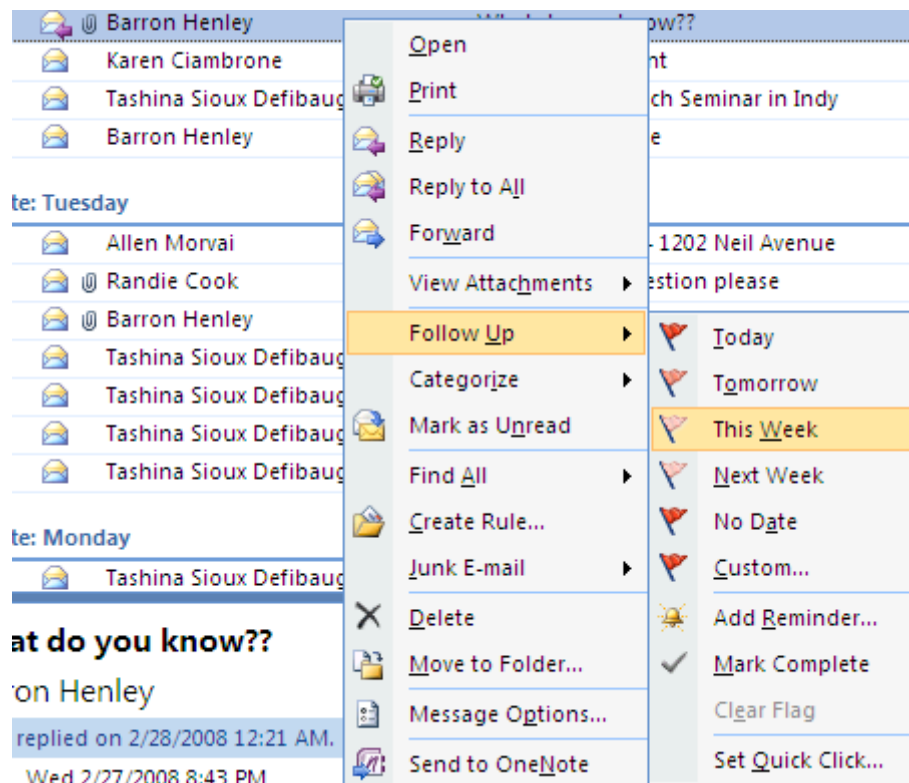 Barron Henley ow??
Karen Ciambrone nt
Tashina Sioux Defibaug ch Seminar in Indy
Barron Henley e
te: Tuesday
Allen Morvai - 1202 Neil Avenue
Randie Cook estion please
Barron Henley
Tashina Sioux Defibaug
Tashina Sioux Defibaug
Tashina Sioux Defibaug
Tashina Sioux Defibaug
te: Monday
Tashina Sioux Defibaug
at do you know??
ron Henley
replied on 2/28/2008 12:21 AM.
Wed 2/27/2008 8:43 PM
Open
Print
Reply
Reply to All
Forward
View Attachments
Follow Up
Categorize
Mark as Unread
Find All
Create Rule...
Junk E-mail
Delete
Move to Folder...
Message Options...
Send to OneNote
Today
Tomorrow
This Week
Next Week
No Date
Custom...
Add Reminder...
Mark Complete
Clear Flag
Set Quick Click...